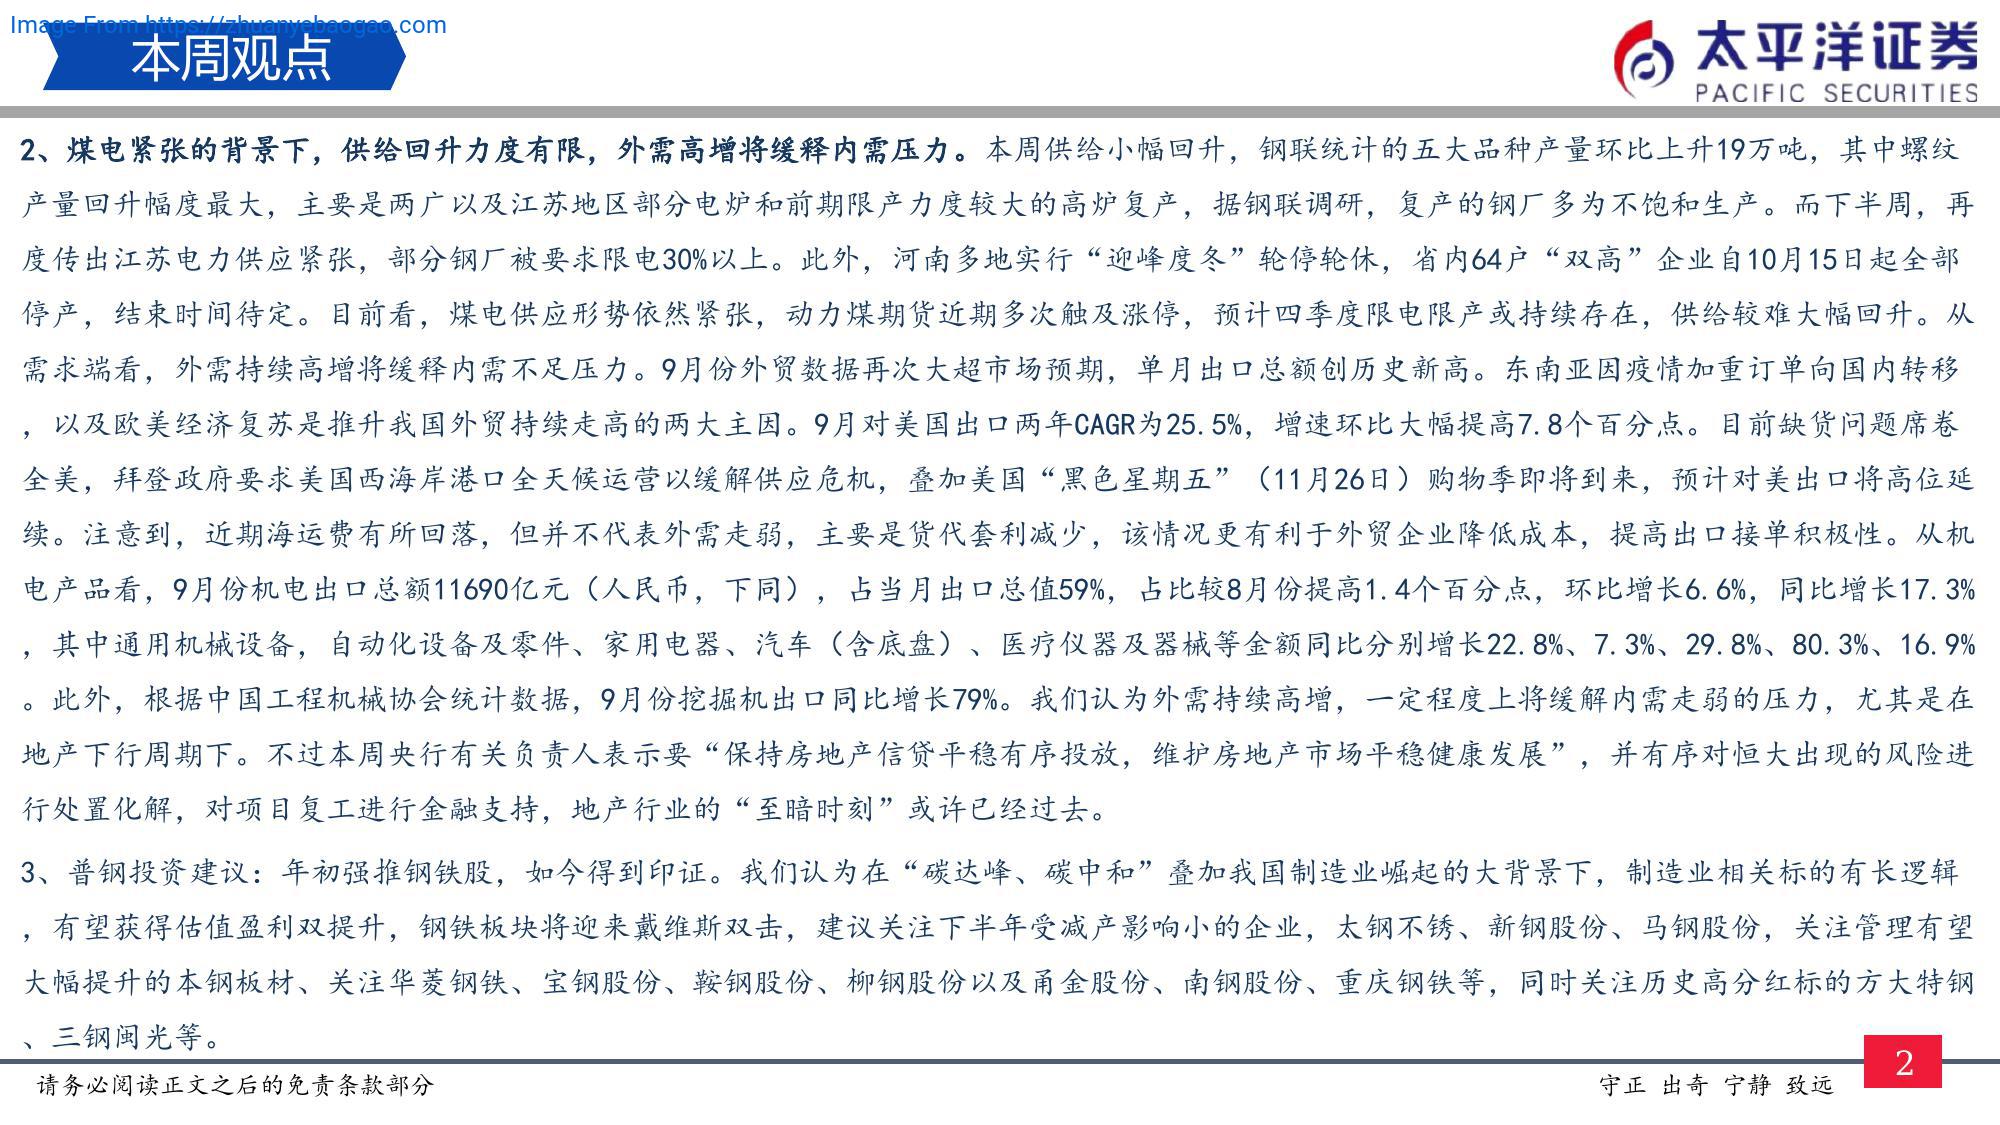 Image From https://zhuanyebaogao.com
本周观点
太平洋证券
PACIFIC SECURITIES
2、煤电紧张的背景下，供给回升力度有限，外需高增将缓释内需压力。本周供给小幅回升，钢联统计的五大品种产量环比上升19万吨，其中螺纹
产量回升幅度最大，主要是两广以及江苏地区部分电炉和前期限产力度较大的高炉复产，据钢联调研，复产的钢厂多为不饱和生产。而下半周，再
度传出江苏电力供应紧张，部分钢厂被要求限电30%以上。此外，河南多地实行“迎峰度冬”轮停轮休，省内64户“双高”企业自10月15日起全部
停产，结束时间待定。目前看，煤电供应形势依然紧张，动力煤期货近期多次触及涨停，预计四季度限电限产或持续存在，供给较难大幅回升。从
需求端看，外需持续高增将缓释内需不足压力。9月份外贸数据再次大超市场预期，单月出口总额创历史新高。东南亚因疫情加重订单向国内转移
，以及欧美经济复苏是推升我国外贸持续走高的两大主因。9月对美国出口两年CAGR为25.5%，增速环比大幅提高7.8个百分点。目前缺货问题席卷
全美，拜登政府要求美国西海岸港口全天候运营以缓解供应危机，叠加美国“黑色星期五”（11月26日）购物季即将到来，预计对美出口将高位延
续。注意到，近期海运费有所回落，但并不代表外需走弱，主要是货代套利减少，该情况更有利于外贸企业降低成本，提高出口接单积极性。从机
电产品看，9月份机电出口总额11690亿元（人民币，下同），占当月出口总值59%，占比较8月份提高1.4个百分点，环比增长6.6%，同比增长17.3%
，其中通用机械设备，自动化设备及零件、家用电器、汽车（含底盘）、医疗仪器及器械等金额同比分别增长22.8%、7.3%、29.8%、80.3%、16.9%
。此外，根据中国工程机械协会统计数据，9月份挖掘机出口同比增长79%。我们认为外需持续高增，一定程度上将缓解内需走弱的压力，尤其是在
地产下行周期下。不过本周央行有关负责人表示要“保持房地产信贷平稳有序投放，维护房地产市场平稳健康发展”，并有序对恒大出现的风险进
行处置化解，对项目复工进行金融支持，地产行业的“至暗时刻”或许已经过去。
3、普钢投资建议：年初强推钢铁股，如今得到印证。我们认为在“碳达峰、碳中和”叠加我国制造业崛起的大背景下，制造业相关标的有长逻辑
，有望获得估值盈利双提升，钢铁板块将迎来戴维斯双击，建议关注下半年受减产影响小的企业，太钢不锈、新钢股份、马钢股份，关注管理有望
大幅提升的本钢板材、关注华菱钢铁、宝钢股份、鞍钢股份、柳钢股份以及甬金股份、南钢股份、重庆钢铁等，同时关注历史高分红标的方大特钢
、三钢闽光等。
请务必阅读正文之后的免责条款部分
守正 出奇 宁静 致远
2